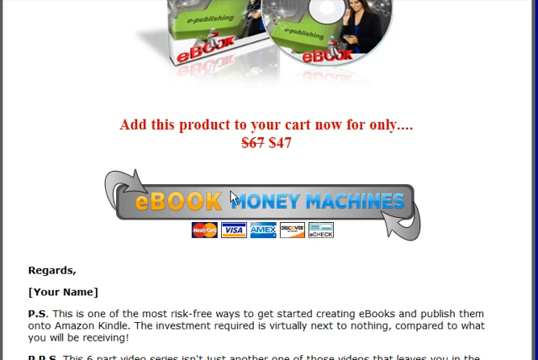 e-publishing
e-publishing
eBOOK
eBOOK
Add this product to your cart now for only....
$67 $47
eBOOK MONEY MACHINES
MasterCard VISA AMEX DISCOVER eCHECK
Regards,
[Your Name]
P.S. This is one of the most risk-free ways to get started creating eBooks and publish them
onto Amazon Kindle. The investment required is virtually next to nothing, compared to what
you will be receiving!
P.P.S. This 6 part video series isn't just another one of those videos that leaves you in the